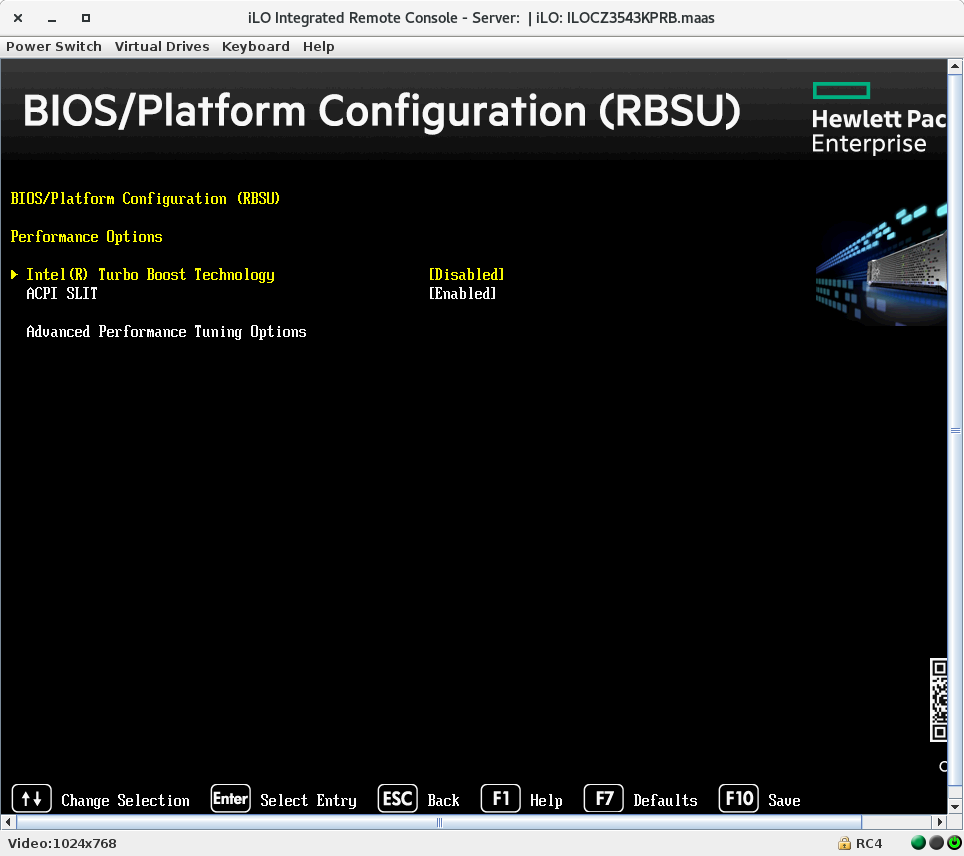 iLO Integrated Remote Console - Server:  | iLO: ILOCZ3543KPRB.maas
Power Switch Virtual Drives Keyboard Help
BIOS/Platform Configuration (RBSU)
Hewlett Pac
Enterprise
BIOS/Platform Configuration (RBSU)
Performance Options
Intel(R) Turbo Boost Technology [Disabled]
ACPI SLIT [Enabled]
Advanced Performance Tuning Options
↑↓ Change Selection Enter Select Entry ESC Back F1 Help F7 Defaults F10 Save
Video:1024x768 RC4